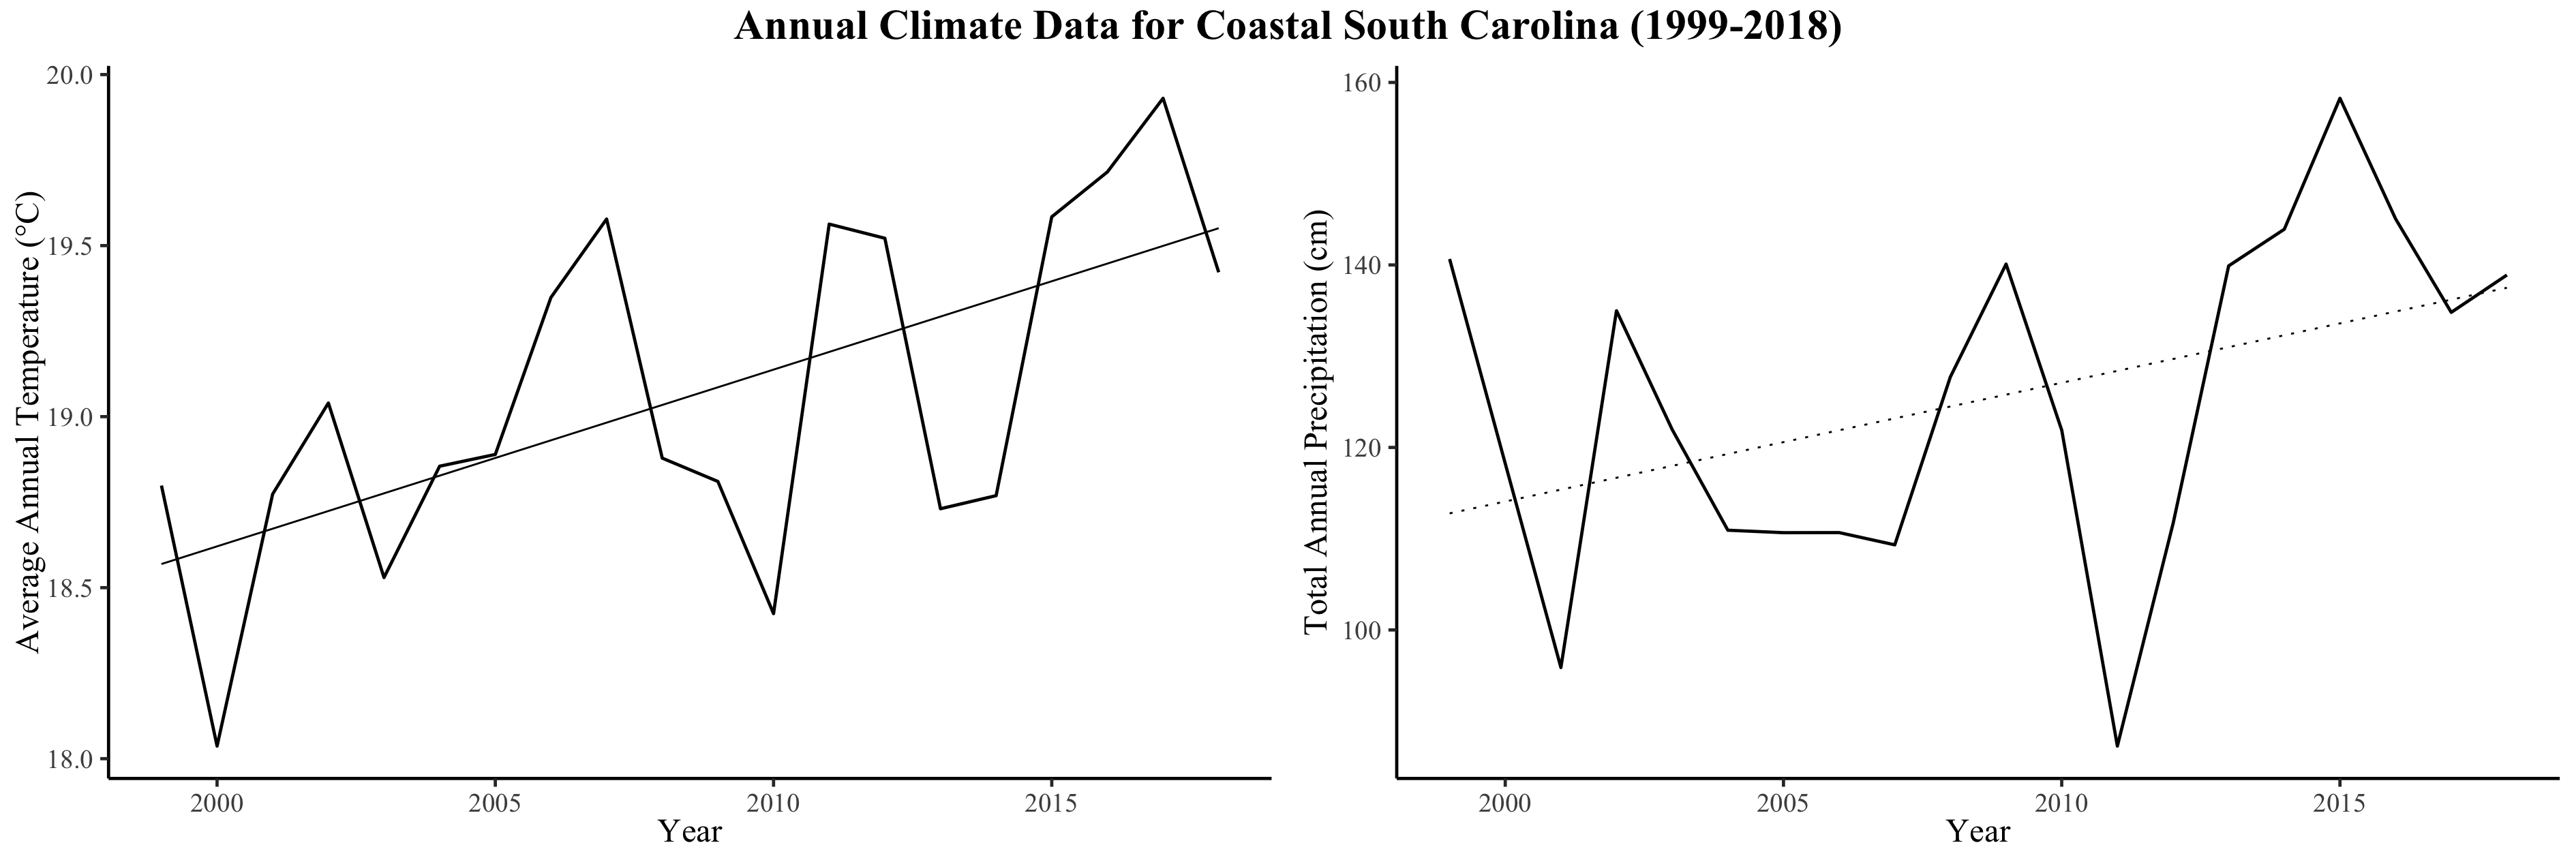 Annual Climate Data for Coastal South Carolina (1999-2018)
Average Annual Temperature (°C)
20.0
19.5
19.0
18.5
18.0
2000 2005 2010 2015
Year
Total Annual Precipitation (cm)
160
140
120
100
2000 2005 2010 2015
Year